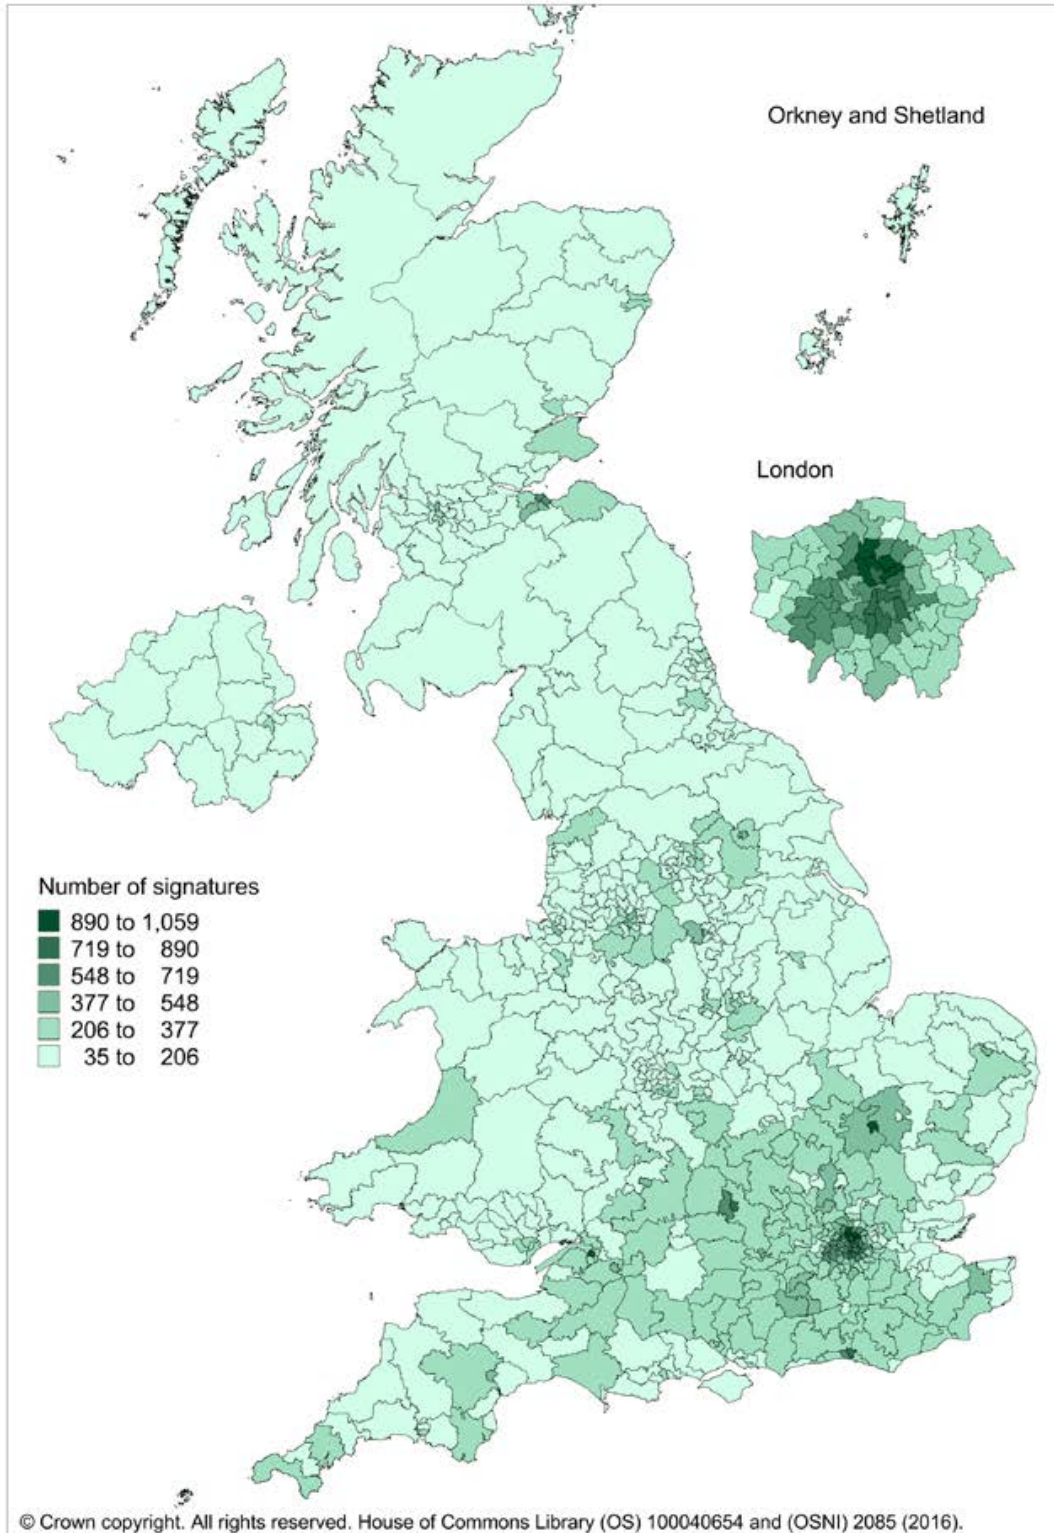 Orkney and Shetland
London
Number of signatures
890 to 1,059
719 to 890
548 to 719
377 to 548
206 to 377
35 to 206
© Crown copyright. All rights reserved. House of Commons Library (OS) 100040654 and (OSNI) 2085 (2016).